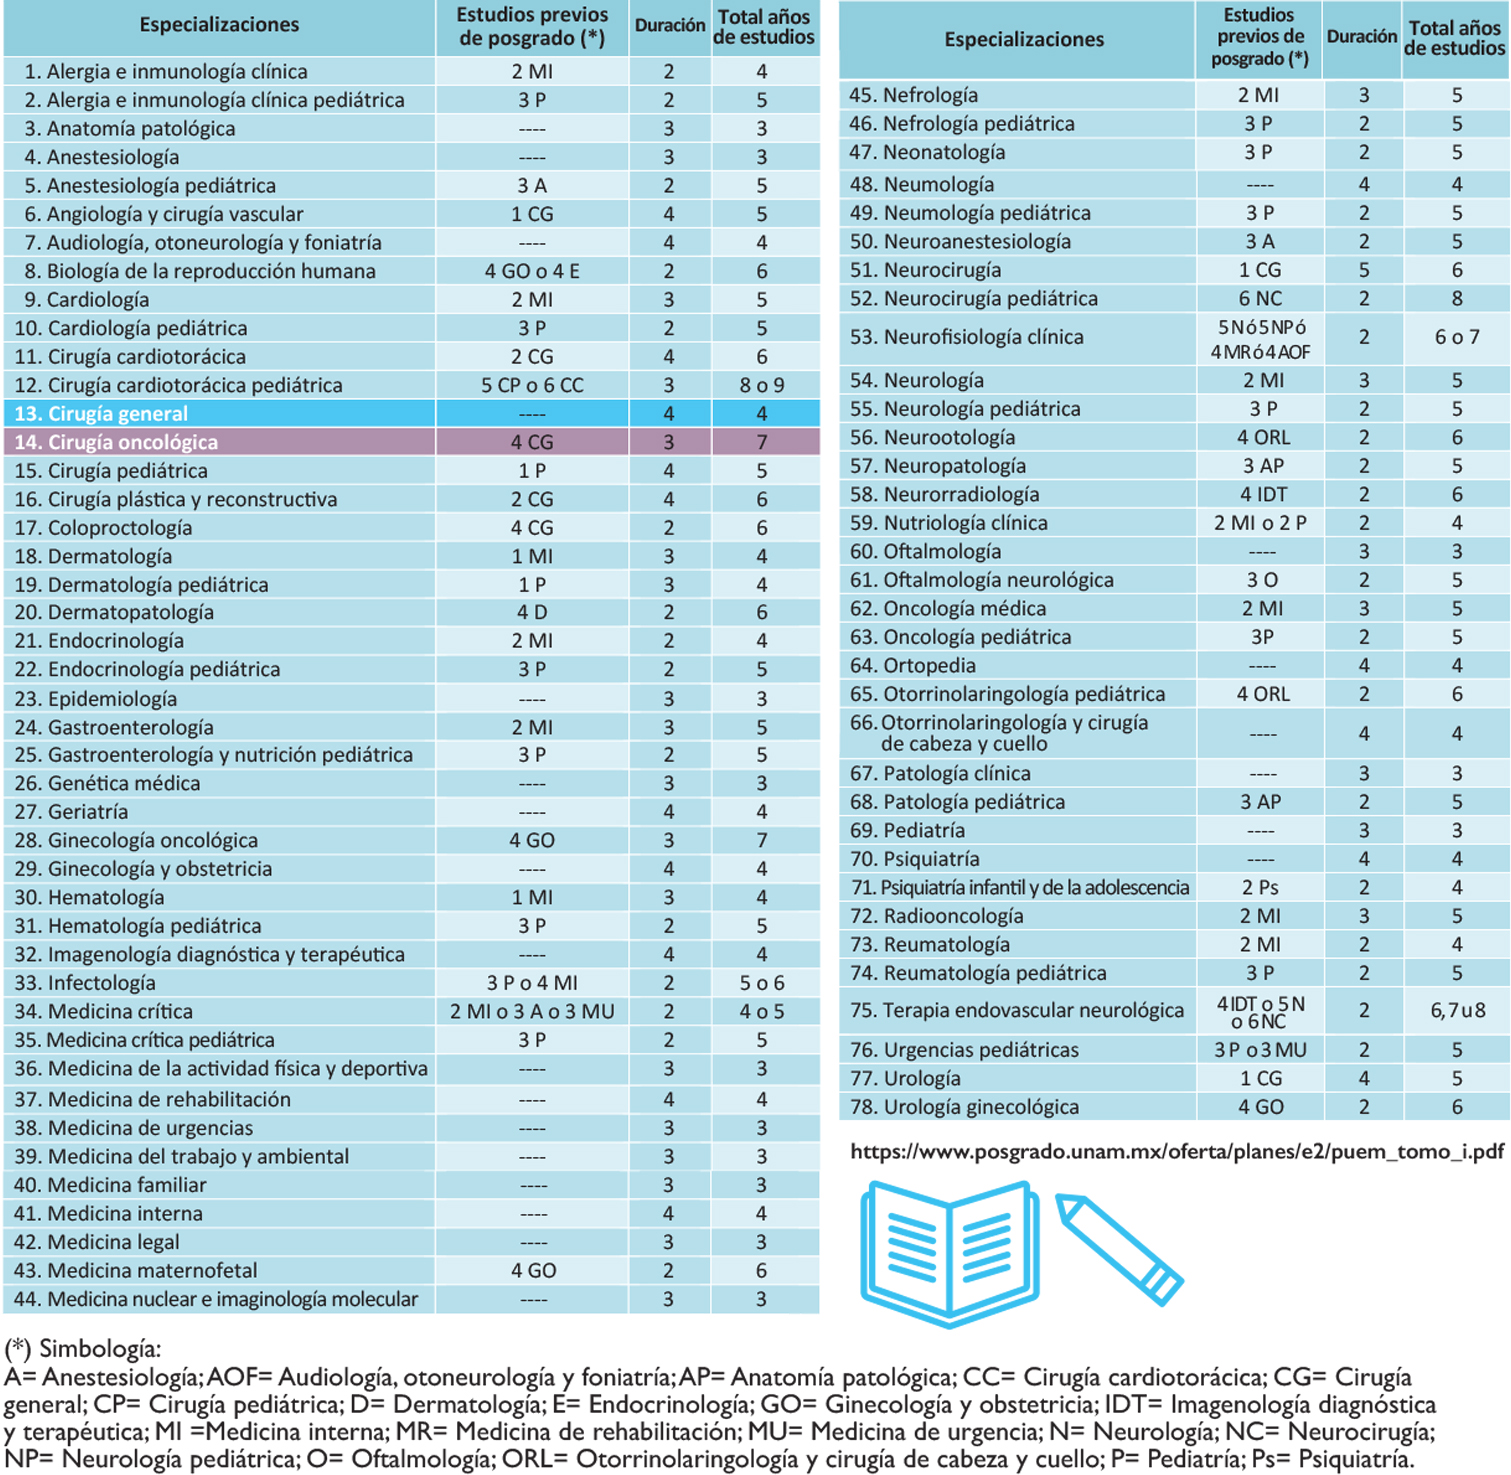 Especializaciones Estudios previos de posgrado (*) Duración Total años de estudios
1. Alergia e inmunología clínica 2 MI 2 4
2. Alergia e inmunología clínica pediátrica 3 P 2 5
3. Anatomía patológica ---- 3 3
4. Anestesiología ---- 3 3
5. Anestesiología pediátrica 3 A 2 5
6. Angiología y cirugía vascular 1 CG 4 5
7. Audiología, otoneurología y foniatría ---- 4 4
8. Biología de la reproducción humana 4 GO o 4 E 2 6
9. Cardiología 2 MI 3 5
10. Cardiología pediátrica 3 P 2 5
11. Cirugía cardiotorácica 2 CG 4 6
12. Cirugía cardiotorácica pediátrica 5 CP o 6 CC 3 8 o 9
13. Cirugía general ---- 4 4
14. Cirugía oncológica 4 CG 3 7
15. Cirugía pediátrica 1 P 4 5
16. Cirugía plástica y reconstructiva 2 CG 4 6
17. Coloproctología 4 CG 2 6
18. Dermatología 1 MI 3 4
19. Dermatología pediátrica 1 P 3 4
20. Dermatopatología 4 D 2 6
21. Endocrinología 2 MI 2 4
22. Endocrinología pediátrica 3 P 2 5
23. Epidemiología ---- 3 3
24. Gastroenterología 2 MI 3 5
25. Gastroenterología y nutrición pediátrica 3 P 2 5
26. Genética médica ---- 3 3
27. Geriatría ---- 4 4
28. Ginecología oncológica 4 GO 3 7
29. Ginecología y obstetricia ---- 4 4
30. Hematología 1 MI 3 4
31. Hematología pediátrica 3 P 2 5
32. Imagenología diagnóstica y terapéutica ---- 4 4
33. Infectología 3 P o 4 MI 2 5 o 6
34. Medicina crítica 2 MI o 3 A o 3 MU 2 4 o 5
35. Medicina crítica pediátrica 3 P 2 5
36. Medicina de la actividad física y deportiva ---- 3 3
37. Medicina de rehabilitación ---- 4 4
38. Medicina de urgencias ---- 3 3
39. Medicina del trabajo y ambiental ---- 3 3
40. Medicina familiar ---- 3 3
41. Medicina interna ---- 4 4
42. Medicina legal ---- 3 3
43. Medicina maternofetal 4 GO 2 6
44. Medicina nuclear e imaginología molecular ---- 3 3
Especializaciones Estudios previos de posgrado (*) Duración Total años de estudios
45. Nefrología 2 MI 3 5
46. Nefrología pediátrica 3 P 2 5
47. Neonatología 3 P 2 5
48. Neumología ---- 4 4
49. Neumología pediátrica 3 P 2 5
50. Neuroanestesiología 3 A 2 5
51. Neurocirugía 1 CG 5 6
52. Neurocirugía pediátrica 6 NC 2 8
53. Neurofisiología clínica 5 N ó 5 NP ó 4 MR ó 4 AOF 2 6 o 7
54. Neurología 2 MI 3 5
55. Neurología pediátrica 3 P 2 5
56. Neurootología 4 ORL 2 6
57. Neuropatología 3 AP 2 5
58. Neurorradiología 4 IDT 2 6
59. Nutriología clínica 2 MI o 2 P 2 4
60. Oftalmología ---- 3 3
61. Oftalmología neurológica 3 O 2 5
62. Oncología médica 2 MI 3 5
63. Oncología pediátrica 3P 2 5
64. Ortopedia ---- 4 4
65. Otorrinolaringología pediátrica 4 ORL 2 6
66. Otorrinolaringología y cirugía
de cabeza y cuello ---- 4 4
67. Patología clínica ---- 3 3
68. Patología pediátrica 3 AP 2 5
69. Pediatría ---- 3 3
70. Psiquiatría ---- 4 4
71. Psiquiatría infantil y de la adolescencia 2 Ps 2 4
72. Radiooncología 2 MI 3 5
73. Reumatología 2 MI 2 4
74. Reumatología pediátrica 3 P 2 5
75. Terapia endovascular neurológica 4 IDT o 5 N o 6 NC 2 6, 7 u 8
76. Urgencias pediátricas 3 P o 3 MU 2 5
77. Urología 1 CG 4 5
78. Urología ginecológica 4 GO 2 6
https://www.posgrado.unam.mx/oferta/planes/e2/puem_tomo_i.pdf
(*) Simbología:
A= Anestesiología; AOF= Audiología, otoneurología y foniatría; AP= Anatomía patológica; CC= Cirugía cardiotorácica; CG= Cirugía
general; CP= Cirugía pediátrica; D= Dermatología; E= Endocrinología; GO= Ginecología y obstetricia; IDT= Imagenología diagnóstica
y terapéutica; MI =Medicina interna; MR= Medicina de rehabilitación; MU= Medicina de urgencia; N= Neurología; NC= Neurocirugía;
NP= Neurología pediátrica; O= Oftalmología; ORL= Otorrinolaringología y cirugía de cabeza y cuello; P= Pediatría; Ps= Psiquiatría.